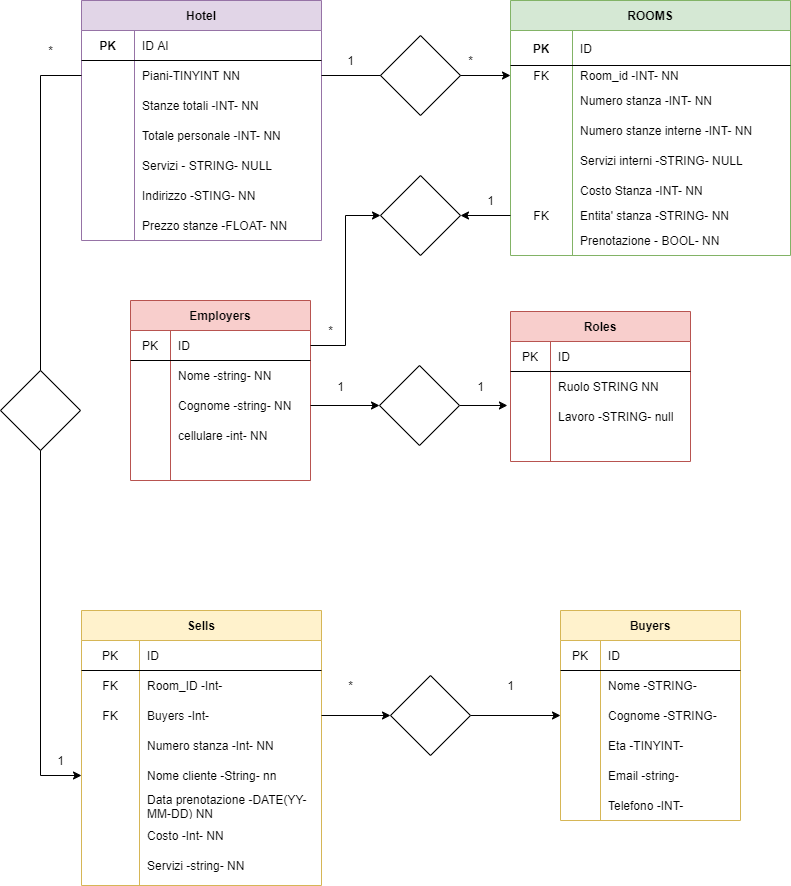 Hotel
PK ID AI
Piani-TINYINT NN
Stanze totali -INT- NN
Totale personale -INT- NN
Servizi - STRING- NULL
Indirizzo -STING- NN
Prezzo stanze -FLOAT- NN
*
1
*
ROOMS
PK ID
FK Room_id -INT- NN
Numero stanza -INT- NN
Numero stanze interne -INT- NN
Servizi interni -STRING- NULL
Costo Stanza -INT- NN
FK Entita' stanza -STRING- NN
Prenotazione - BOOL- NN
1
*
Employers
PK ID
Nome -string- NN
Cognome -string- NN
cellulare -int- NN
1
1
Roles
PK ID
Ruolo STRING NN
Lavoro -STRING- null
Sells
PK ID
FK Room_ID -Int-
FK Buyers -Int-
Numero stanza -Int- NN
Nome cliente -String- nn
Data prenotazione -DATE(YY-
MM-DD) NN
Costo -Int- NN
Servizi -string- NN
1
*
1
Buyers
PK ID
Nome -STRING-
Cognome -STRING-
Eta -TINYINT-
Email -string-
Telefono -INT-